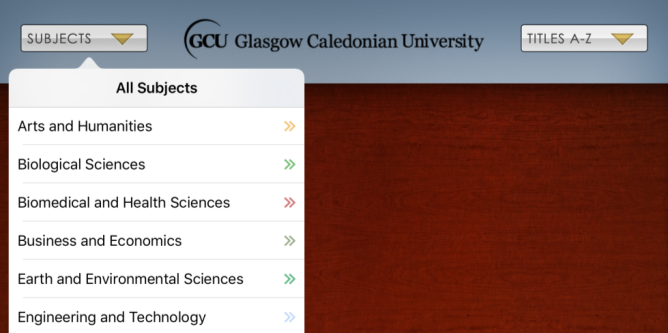 SUBJECTS
GCU Glasgow Caledonian University
TITLES A-Z
All Subjects
Arts and Humanities
Biological Sciences
Biomedical and Health Sciences
Business and Economics
Earth and Environmental Sciences
Engineering and Technology